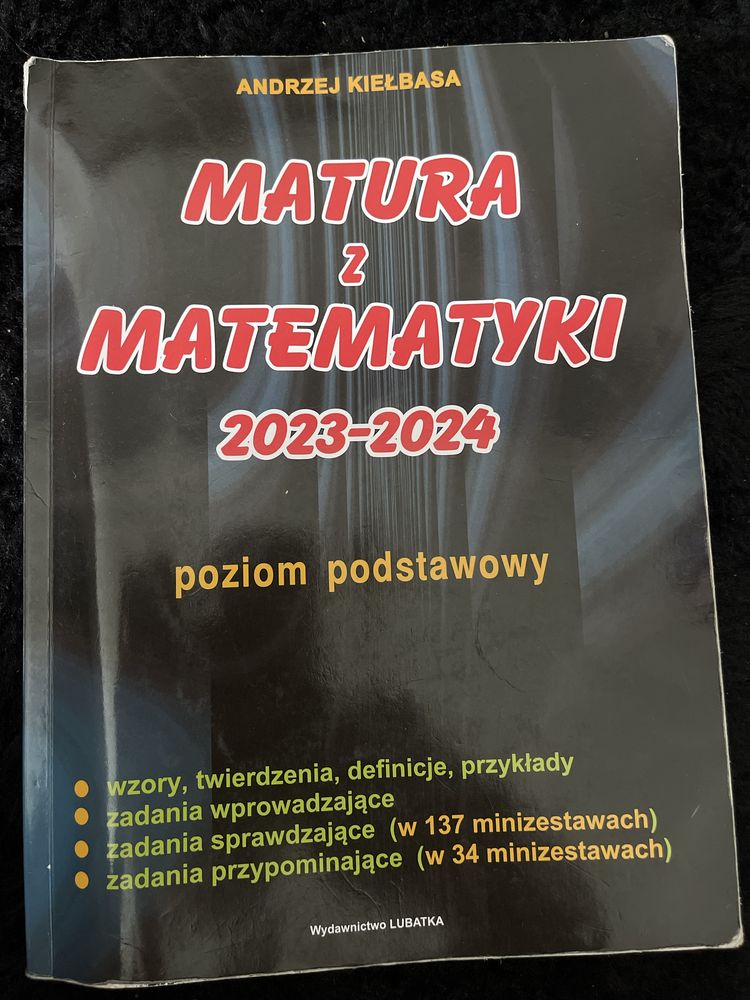 ANDRZEJ KIEŁBASA
MATURA
z
MATEMATYKI
2023-2024
poziom podstawowy
• wzory, twierdzenia, definicje, przykłady
• zadania wprowadzające
• zadania sprawdzające (w 137 minizestawach)
• zadania przypominające (w 34 minizestawach)
Wydawnictwo LUBATKA